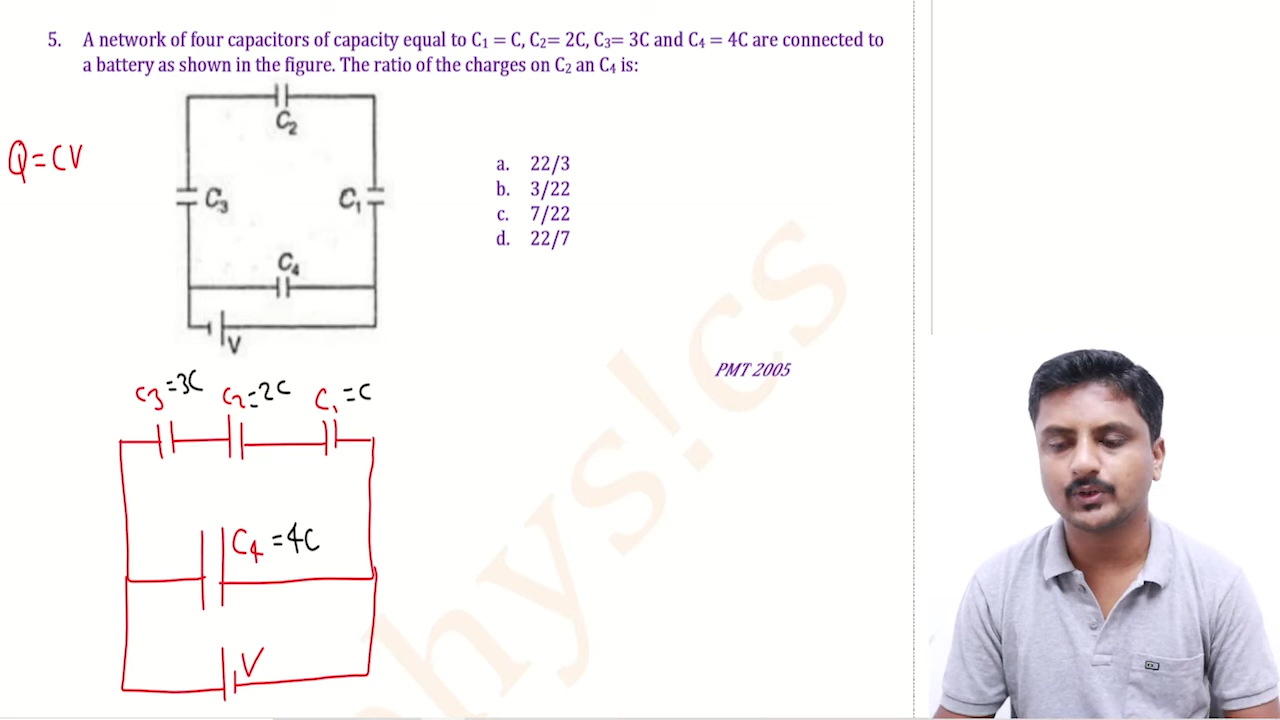 5. A network of four capacitors of capacity equal to C₁ = C, C₂= 2C, C₃= 3C and C₄ = 4C are connected to
a battery as shown in the figure. The ratio of the charges on C₂ an C₄ is:
C₂
Q=CV
a. 22/3
b. 3/22
c. 7/22
d. 22/7
C₃
C₁
C₄
V
PMT 2005
C3=3C C2=2C C1=C
C4=4C
V
hys!cs